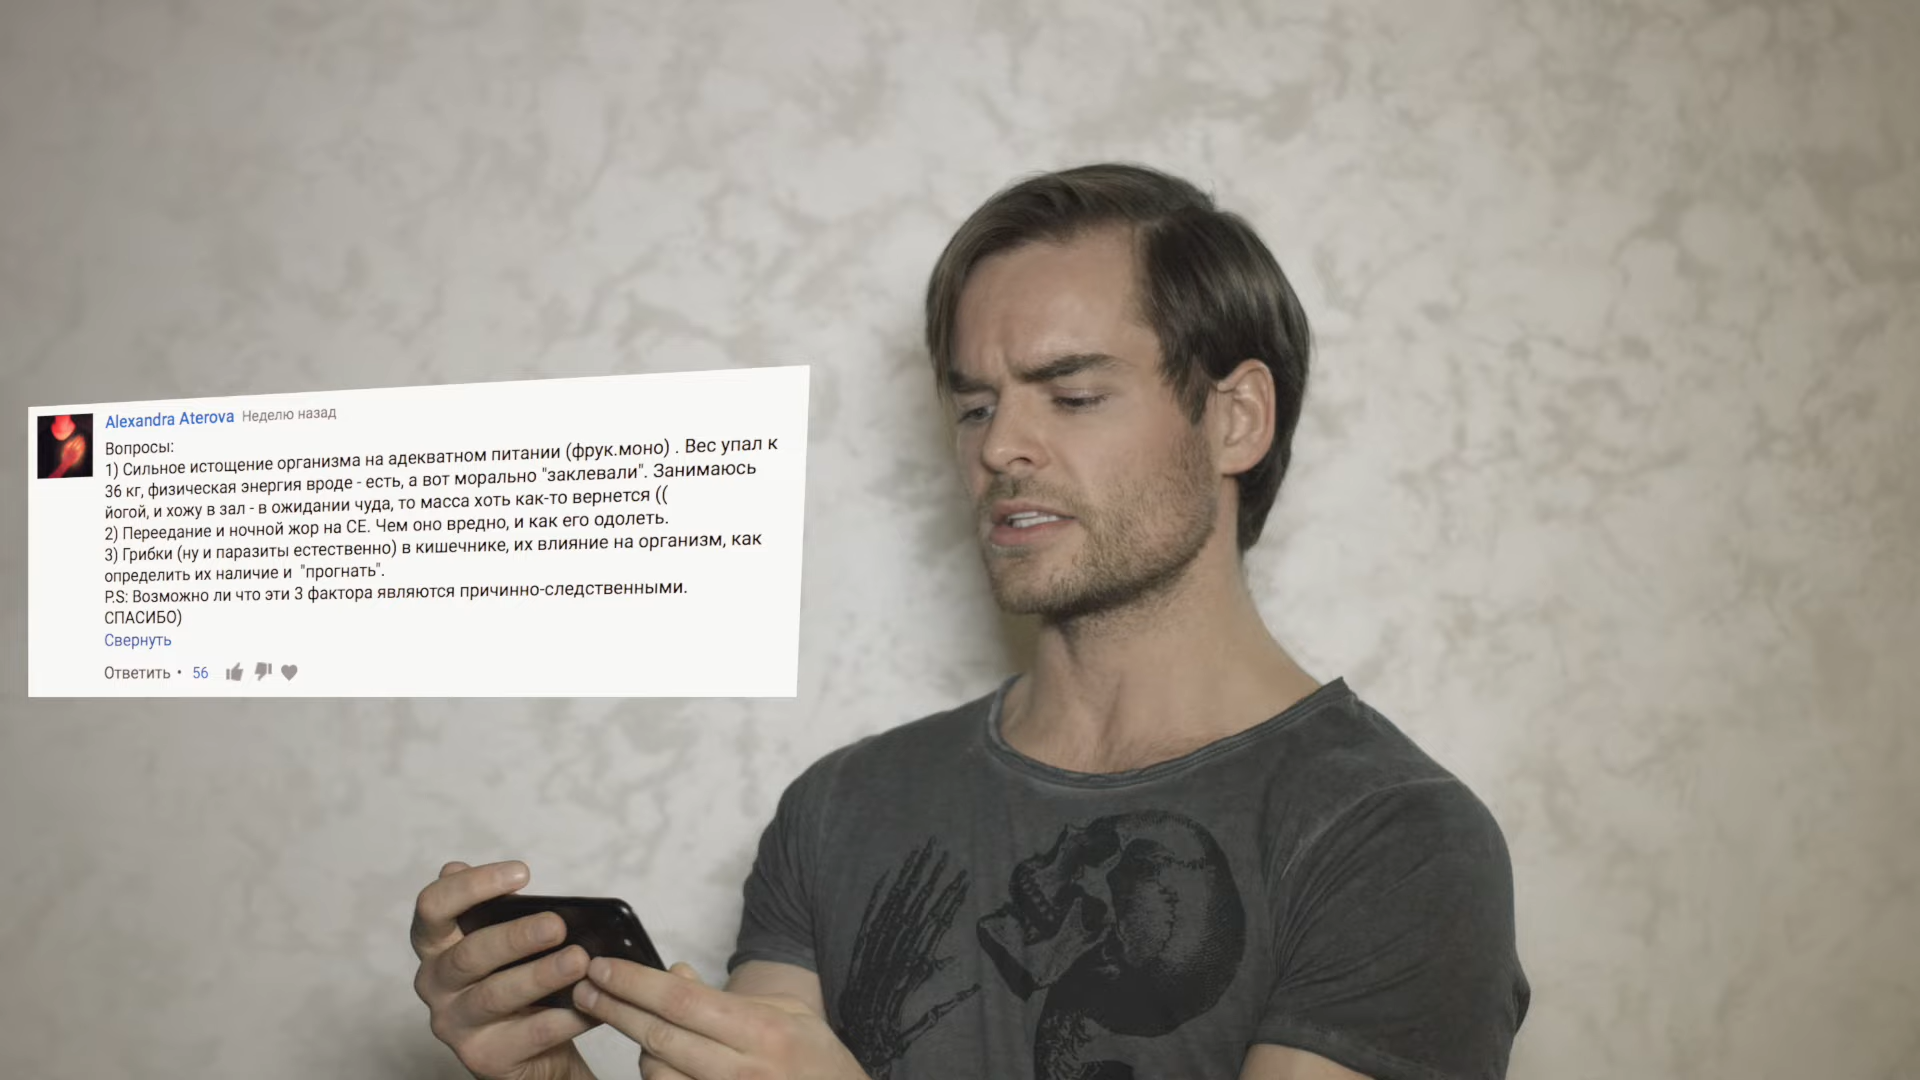 Alexandra Aterova Неделю назад
Вопросы:
1) Сильное истощение организма на адекватном питании (фрук.моно) . Вес упал к
36 кг, физическая энергия вроде - есть, а вот морально "заклевали". Занимаюсь
йогой, и хожу в зал - в ожидании чуда, то масса хоть как-то вернется ((
2) Переедание и ночной жор на СЕ. Чем оно вредно, и как его одолеть.
3) Грибки (ну и паразиты естественно) в кишечнике, их влияние на организм, как
определить их наличие и "прогнать".
P.S: Возможно ли что эти 3 фактора являются причинно-следственными.
СПАСИБО)
Свернуть
Ответить • 56